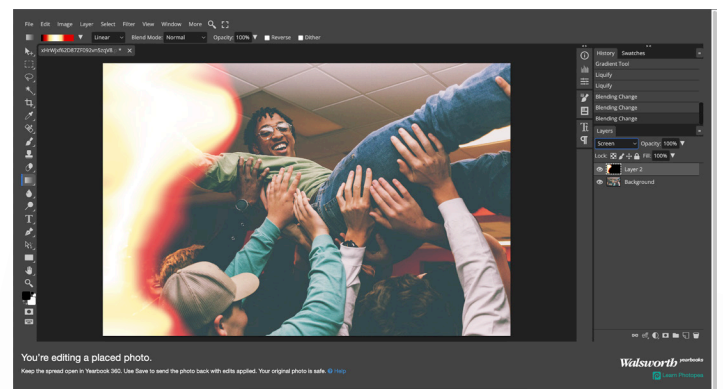 File Edit Image Layer Select Filter View Window More
Linear Blend Mode: Normal Opacity: 100% Reverse Dither
History Swatches
Gradient Tool
Liquify
Liquify
Blending Change
Blending Change
Blending Change
Layers
Screen Opacity: 100%
Lock: Fill: 100%
Layer 2
Background
You're editing a placed photo.
Keep the spread open in Yearbook 360. Use Save to send the photo back with edits applied. Your original photo is safe. Help
Walsworth yearbooks
Learn Photopea